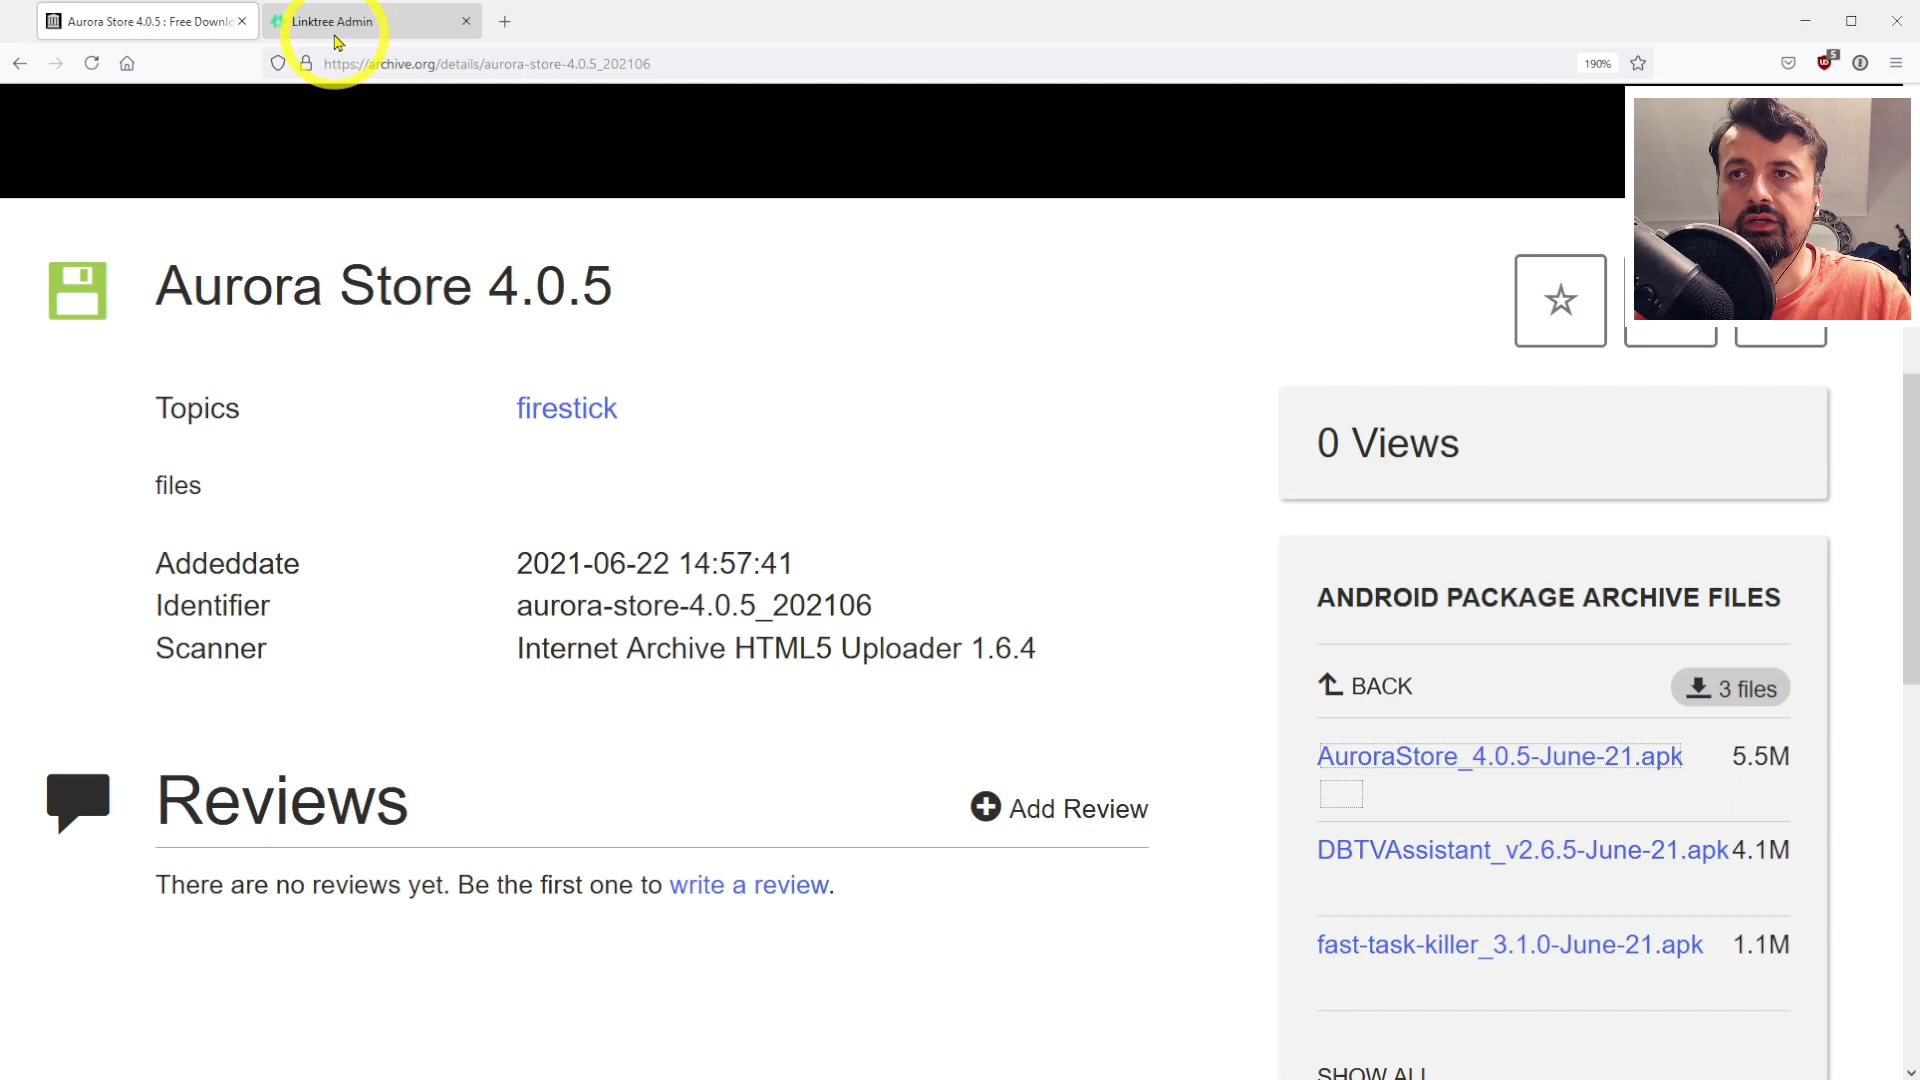 Aurora Store 4.0.5 : Free Downlo
Linktree Admin
https://archive.org/details/aurora-store-4.0.5_202106
190%
5
Aurora Store 4.0.5
Topics
firestick
files
Addeddate
2021-06-22 14:57:41
Identifier
aurora-store-4.0.5_202106
Scanner
Internet Archive HTML5 Uploader 1.6.4
Reviews
Add Review
There are no reviews yet. Be the first one to write a review.
0 Views
ANDROID PACKAGE ARCHIVE FILES
BACK
3 files
AuroraStore_4.0.5-June-21.apk 5.5M
DBTVAssistant_v2.6.5-June-21.apk 4.1M
fast-task-killer_3.1.0-June-21.apk 1.1M
SHOW ALL